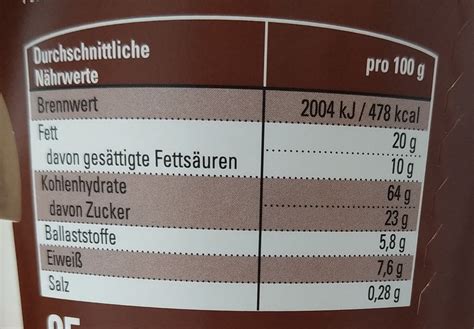 Durchschnittliche
Nährwerte pro 100 g
Brennwert 2004 kJ / 478 kcal
Fett 20 g
davon gesättigte Fettsäuren 10 g
Kohlenhydrate 64 g
davon Zucker 23 g
Ballaststoffe 5,8 g
Eiweiß 7,6 g
Salz 0,28 g